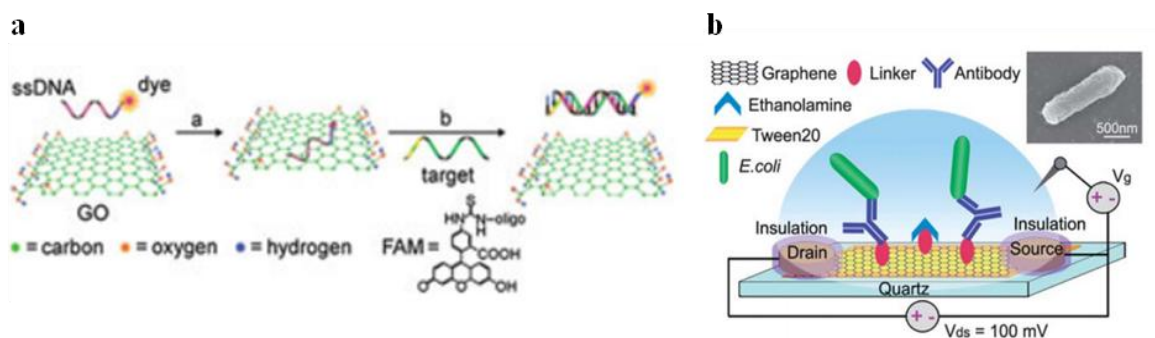 a
ssDNA
dye
a
b
target
GO
= carbon = oxygen = hydrogen FAM =
S
HN
N-oligo
H
COOH
O
O
OH
b
Graphene Linker Antibody
Ethanolamine
Tween20
E.coli
500nm
Vg
+ -
Insulation
Drain
Insulation
Source
Quartz
+ -
Vds = 100 mV